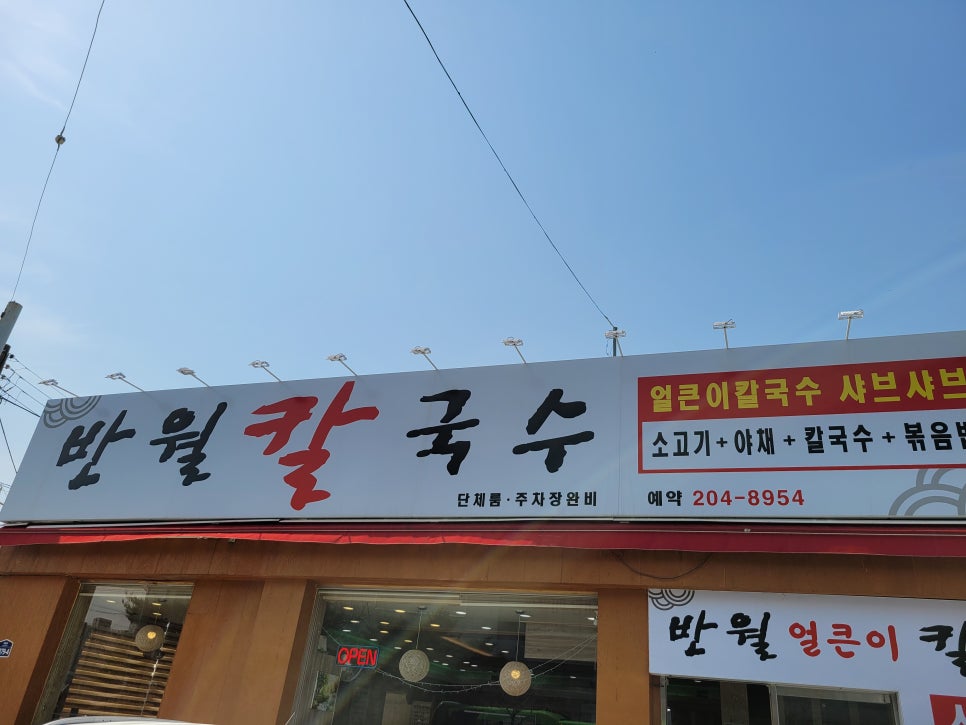 반월 칼국수
단체룸·주차장완비
얼큰이칼국수 샤브샤브
소고기+야채+칼국수+볶음
예약 204-8954
OPEN
반월 얼큰이 칼